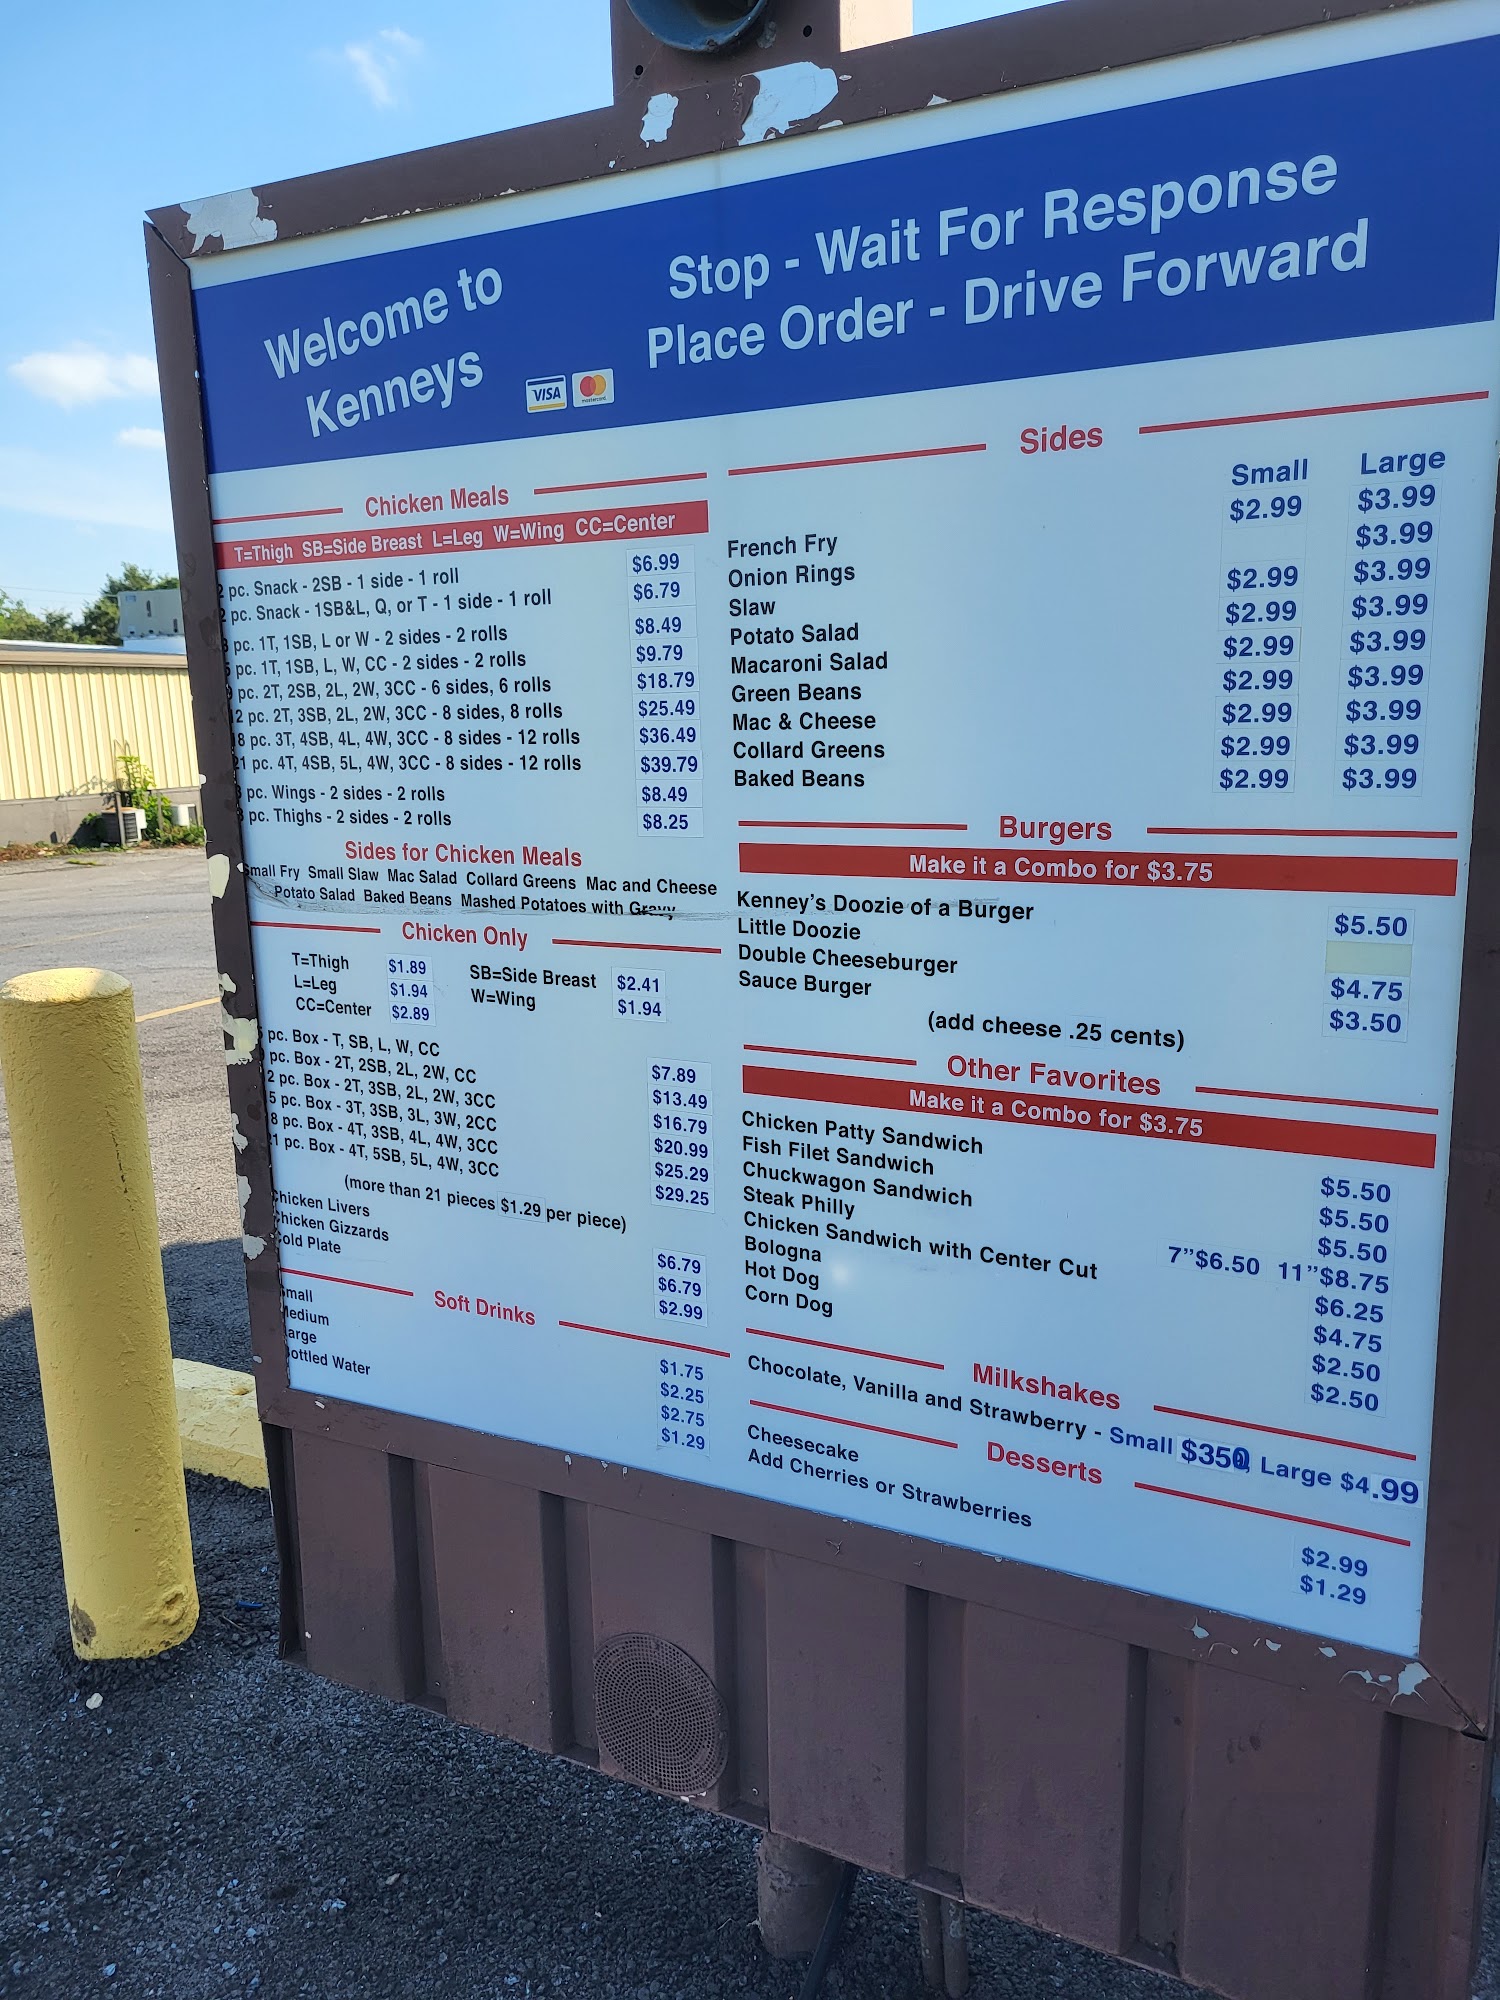 Welcome to
Kenneys
VISA mastercard
Stop - Wait For Response
Place Order - Drive Forward
Chicken Meals
T=Thigh SB=Side Breast L=Leg W=Wing CC=Center
pc. Snack - 2SB - 1 side - 1 roll $6.99
pc. Snack - 1SB&L, Q, or T - 1 side - 1 roll $6.79
pc. 1T, 1SB, L or W - 2 sides - 2 rolls $8.49
pc. 1T, 1SB, L, W, CC - 2 sides - 2 rolls $9.79
pc. 2T, 2SB, 2L, 2W, 3CC - 6 sides, 6 rolls $18.79
2 pc. 2T, 3SB, 2L, 2W, 3CC - 8 sides, 8 rolls $25.49
8 pc. 3T, 4SB, 4L, 4W, 3CC - 8 sides - 12 rolls $36.49
21 pc. 4T, 4SB, 5L, 4W, 3CC - 8 sides - 12 rolls $39.79
pc. Wings - 2 sides - 2 rolls $8.49
pc. Thighs - 2 sides - 2 rolls $8.25
Sides for Chicken Meals
Small Fry Small Slaw Mac Salad Collard Greens Mac and Cheese
Potato Salad Baked Beans Mashed Potatoes with Gravy
Chicken Only
T=Thigh $1.89 SB=Side Breast $2.41
L=Leg $1.94 W=Wing $1.94
CC=Center $2.89
pc. Box - T, SB, L, W, CC $7.89
pc. Box - 2T, 2SB, 2L, 2W, CC $13.49
2 pc. Box - 2T, 3SB, 2L, 2W, 3CC $16.79
5 pc. Box - 3T, 3SB, 3L, 3W, 2CC $20.99
8 pc. Box - 4T, 3SB, 4L, 4W, 3CC $25.29
21 pc. Box - 4T, 5SB, 5L, 4W, 3CC $29.25
(more than 21 pieces $1.29 per piece)
Chicken Livers $6.79
Chicken Gizzards $6.79
Cold Plate $2.99
Soft Drinks
Small $1.75
Medium $2.25
Large $2.75
Bottled Water $1.29
Sides
Small Large
French Fry $2.99 $3.99
Onion Rings $3.99
Slaw $2.99 $3.99
Potato Salad $2.99 $3.99
Macaroni Salad $2.99 $3.99
Green Beans $2.99 $3.99
Mac & Cheese $2.99 $3.99
Collard Greens $2.99 $3.99
Baked Beans $2.99 $3.99
Burgers
Make it a Combo for $3.75
Kenney's Doozie of a Burger $5.50
Little Doozie
Double Cheeseburger $4.75
Sauce Burger $3.50
(add cheese .25 cents)
Other Favorites
Make it a Combo for $3.75
Chicken Patty Sandwich $5.50
Fish Filet Sandwich $5.50
Chuckwagon Sandwich $5.50
Steak Philly 7"$6.50 11"$8.75
Chicken Sandwich with Center Cut $6.25
Bologna $4.75
Hot Dog $2.50
Corn Dog $2.50
Milkshakes
Chocolate, Vanilla and Strawberry - Small $350, Large $4.99
Desserts
Cheesecake $2.99
Add Cherries or Strawberries $1.29